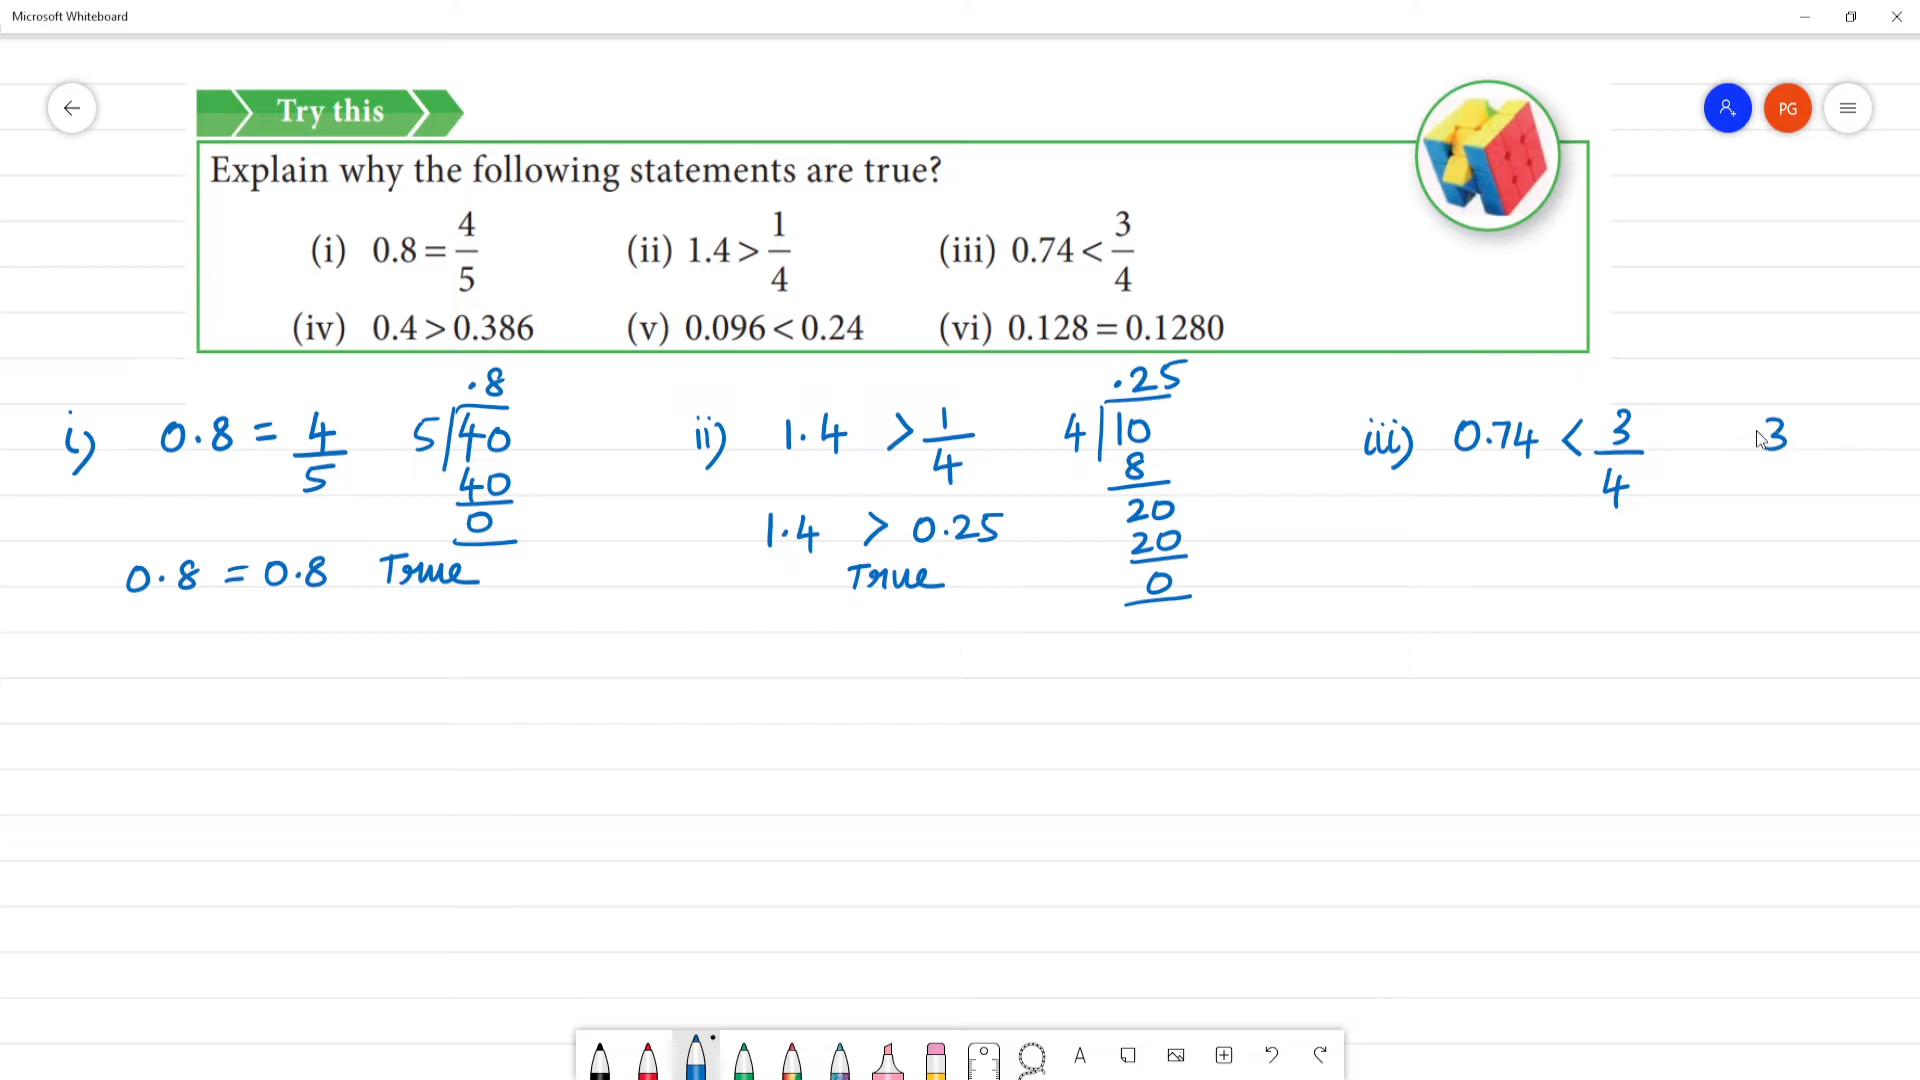 Microsoft Whiteboard
Try this
PG
Explain why the following statements are true?
(i) 0.8 = 4/5 (ii) 1.4 > 1/4 (iii) 0.74 < 3/4
(iv) 0.4 > 0.386 (v) 0.096 < 0.24 (vi) 0.128 = 0.1280
i) 0.8 = 4/5
.8
5 40
40
0
0.8 = 0.8 True
ii) 1.4 > 1/4
.25
4 10
8
20
20
0
1.4 > 0.25
True
iii) 0.74 < 3/4 3
A